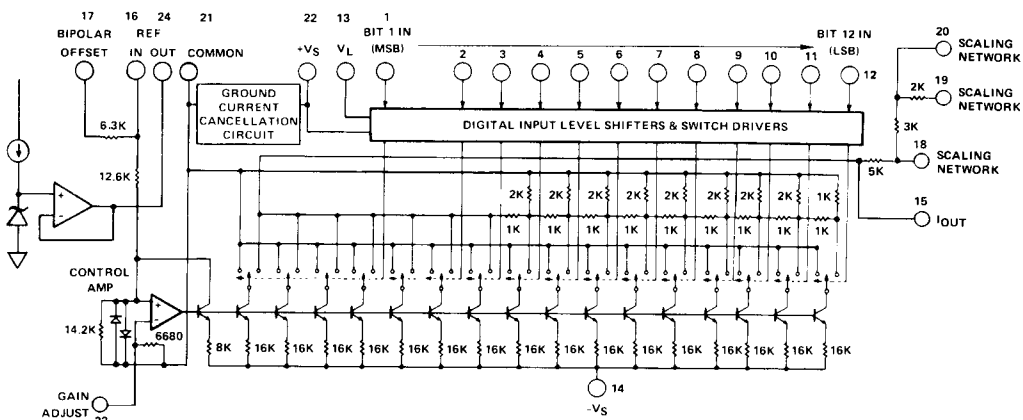 17 16 24 21 22 13 1
BIPOLAR OFFSET
REF
IN OUT
COMMON
+VS
VL
BIT 1 IN
(MSB)
BIT 12 IN
(LSB)
2 3 4 5 6 7 8 9 10 11 12
20
SCALING
NETWORK
19
SCALING
NETWORK
2K
3K
18
SCALING
NETWORK
5K
15
IOUT
GROUND
CURRENT
CANCELLATION
CIRCUIT
DIGITAL INPUT LEVEL SHIFTERS & SWITCH DRIVERS
6.3K
12.6K
2K 2K 2K 2K 2K 2K 2K 1K
1K 1K 1K 1K 1K 1K 1K 1K
+
-
CONTROL
AMP
+
-
14.2K
6680
8K 16K 16K 16K 16K 16K 16K 16K 16K 16K 16K 16K 16K 16K 16K 16K 16K
14
-VS
GAIN
ADJUST